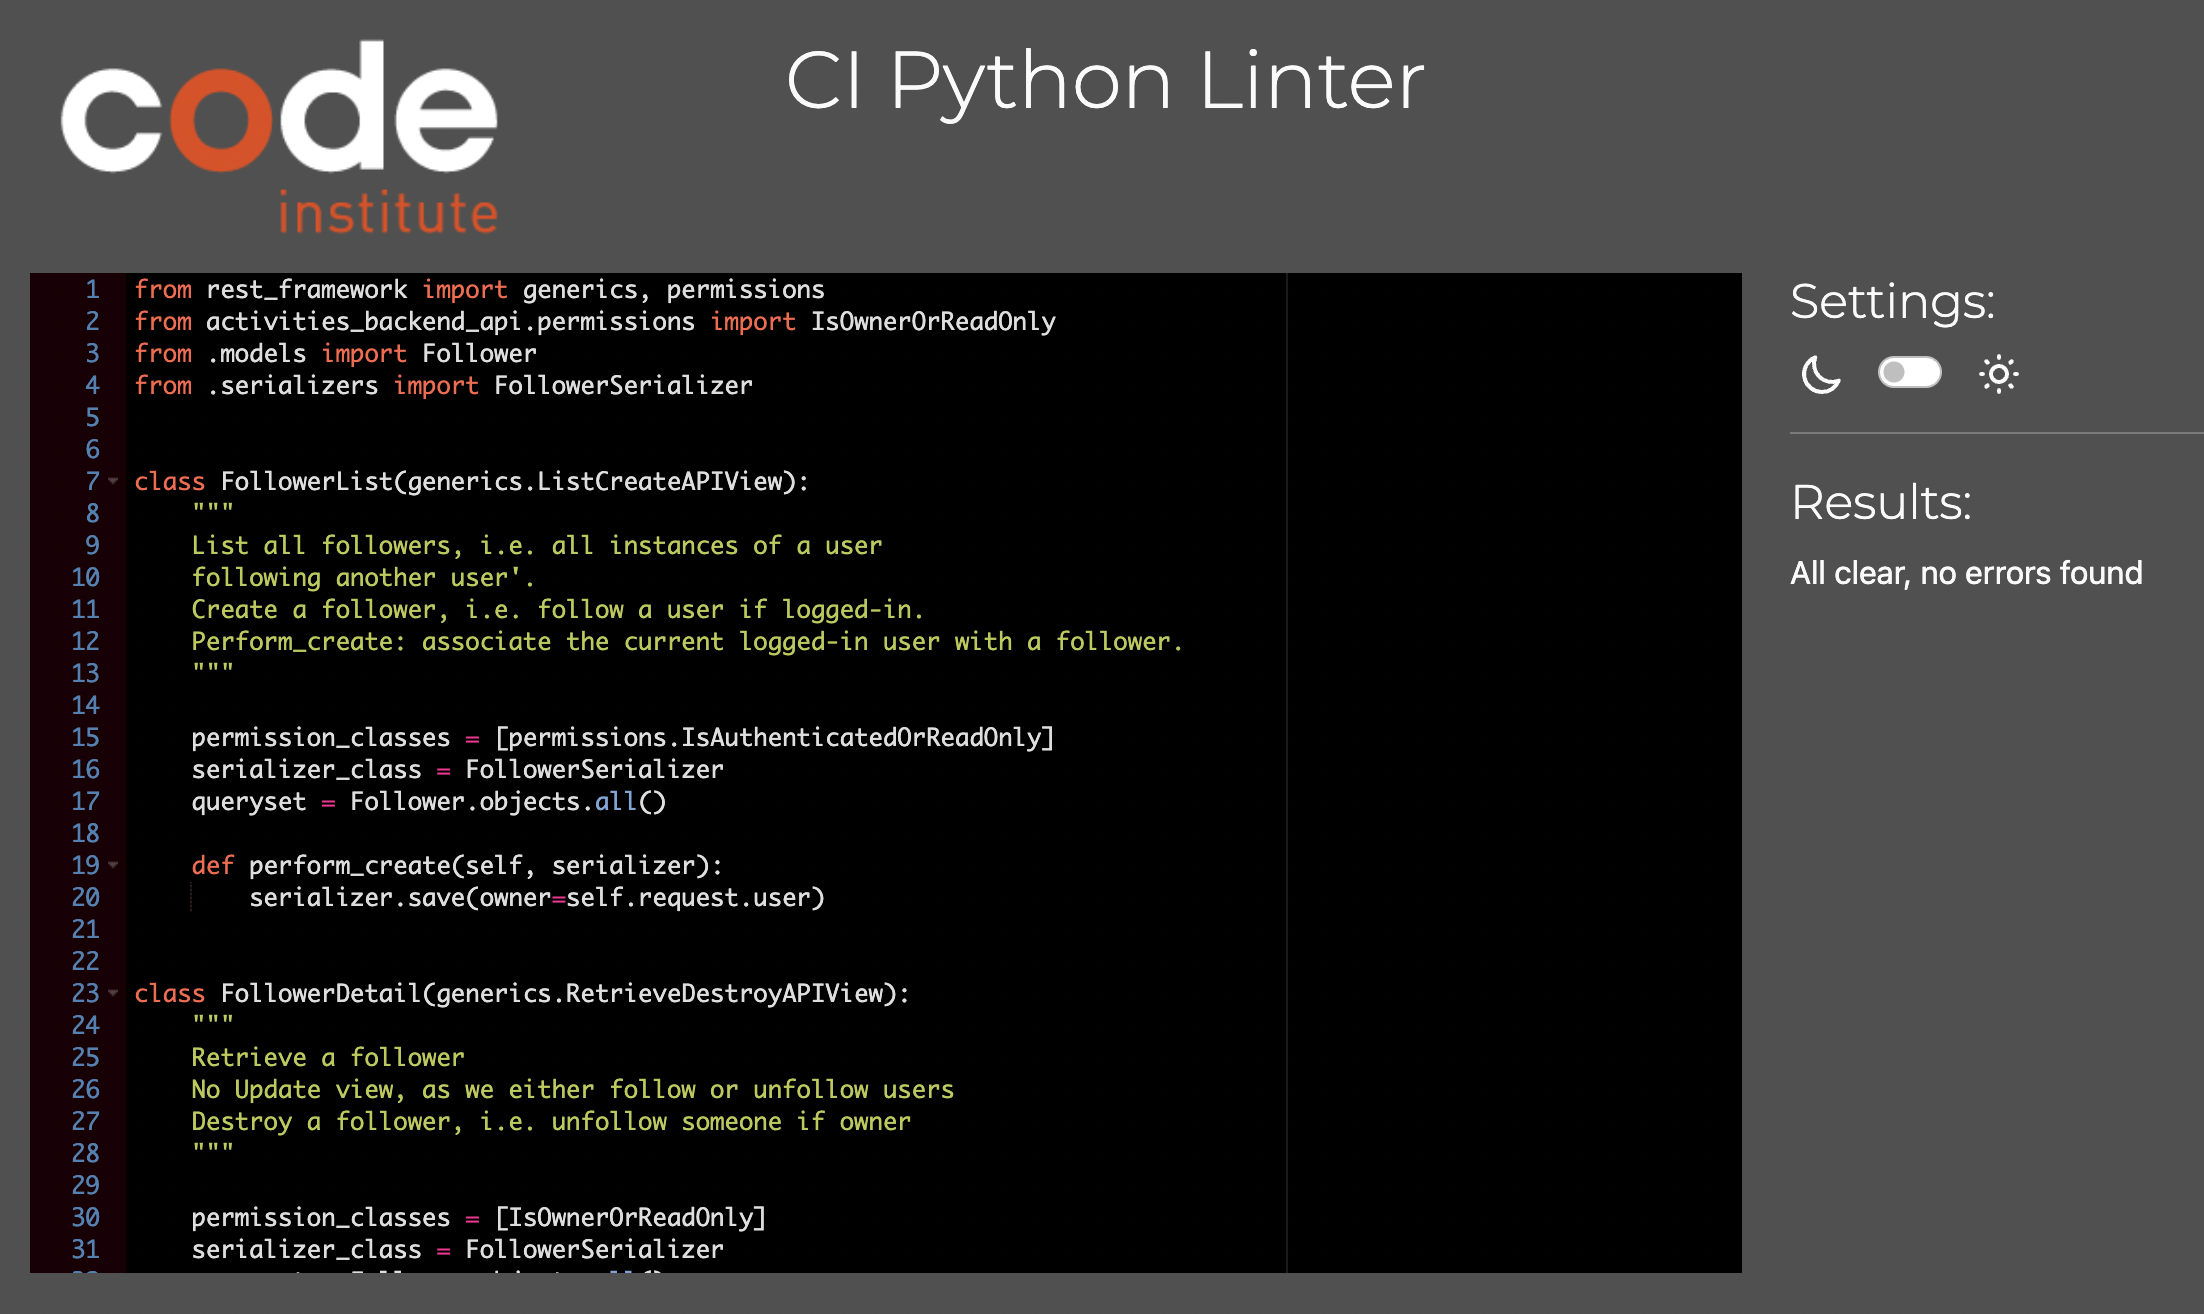 code
institute
CI Python Linter
1 from rest_framework import generics, permissions
2 from activities_backend_api.permissions import IsOwnerOrReadOnly
3 from .models import Follower
4 from .serializers import FollowerSerializer
5
6
7 class FollowerList(generics.ListCreateAPIView):
8     """
9     List all followers, i.e. all instances of a user
10     following another user'.
11     Create a follower, i.e. follow a user if logged-in.
12     Perform_create: associate the current logged-in user with a follower.
13     """
14
15     permission_classes = [permissions.IsAuthenticatedOrReadOnly]
16     serializer_class = FollowerSerializer
17     queryset = Follower.objects.all()
18
19     def perform_create(self, serializer):
20         serializer.save(owner=self.request.user)
21
22
23 class FollowerDetail(generics.RetrieveDestroyAPIView):
24     """
25     Retrieve a follower
26     No Update view, as we either follow or unfollow users
27     Destroy a follower, i.e. unfollow someone if owner
28     """
29
30     permission_classes = [IsOwnerOrReadOnly]
31     serializer_class = FollowerSerializer
Settings:
Results:
All clear, no errors found